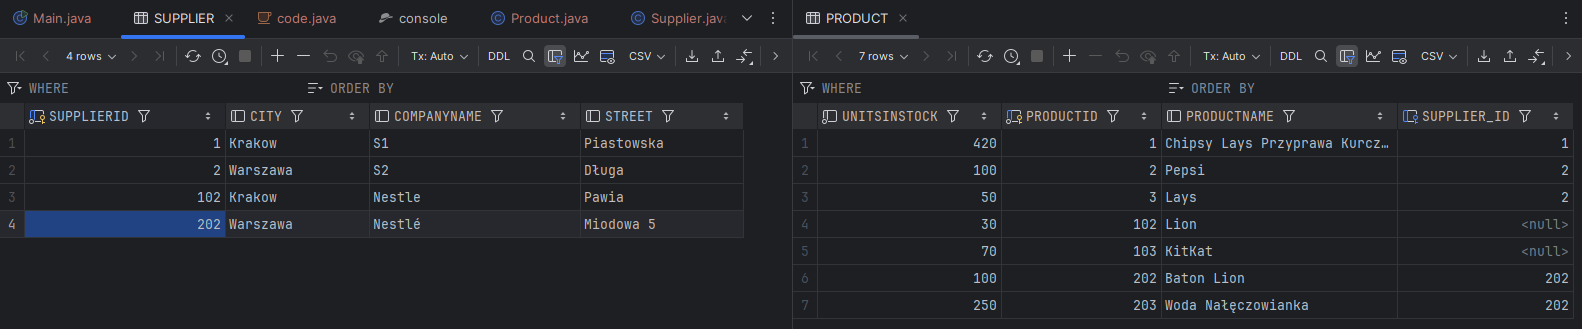 Main.java SUPPLIER code.java console Product.java Supplier.jav
4 rows Tx: Auto DDL CSV
WHERE ORDER BY
SUPPLIERID CITY COMPANYNAME STREET
1 1 Krakow S1 Piastowska
2 2 Warszawa S2 Długa
3 102 Krakow Nestle Pawia
4 202 Warszawa Nestlé Miodowa 5
PRODUCT
7 rows Tx: Auto DDL CSV
WHERE ORDER BY
UNITSINSTOCK PRODUCTID PRODUCTNAME SUPPLIER_ID
1 420 1 Chipsy Lays Przyprawa Kurcz… 1
2 100 2 Pepsi 2
3 50 3 Lays 2
4 30 102 Lion <null>
5 70 103 KitKat <null>
6 100 202 Baton Lion 202
7 250 203 Woda Nałęczowianka 202